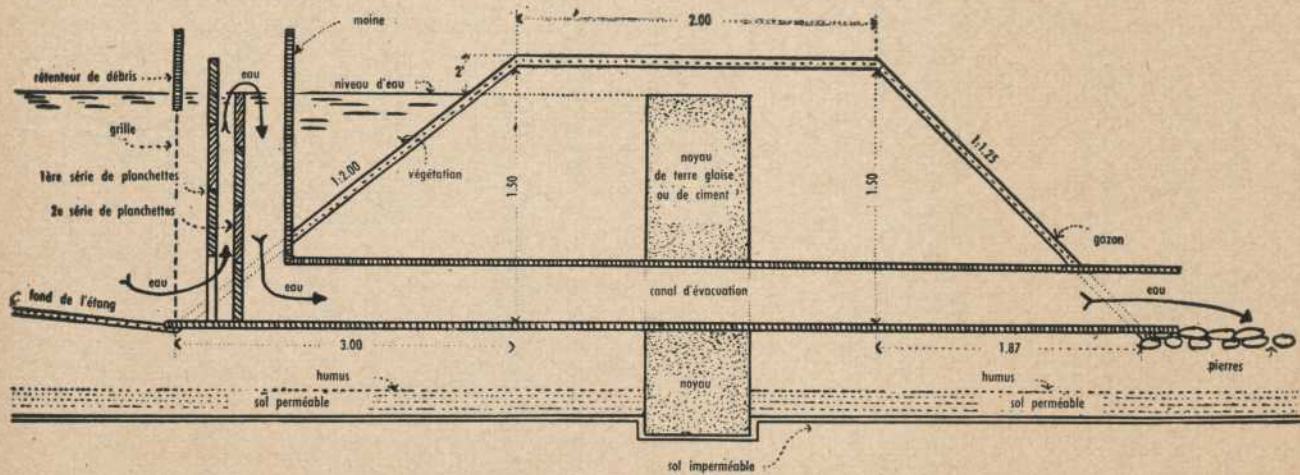 moine
2.00
rétenteur de débris
eau
niveau d'eau
2'
grille
1:2.00
végétation
1.50
noyau
de terre glaise
ou de ciment
1.50
1:1.25
1ère série de planchettes
2e série de planchettes
gazon
eau
eau
canal d'évacuation
eau
fond de l'étang
3.00
1.87
pierres
humus
sol perméable
noyau
humus
sol perméable
sol imperméable